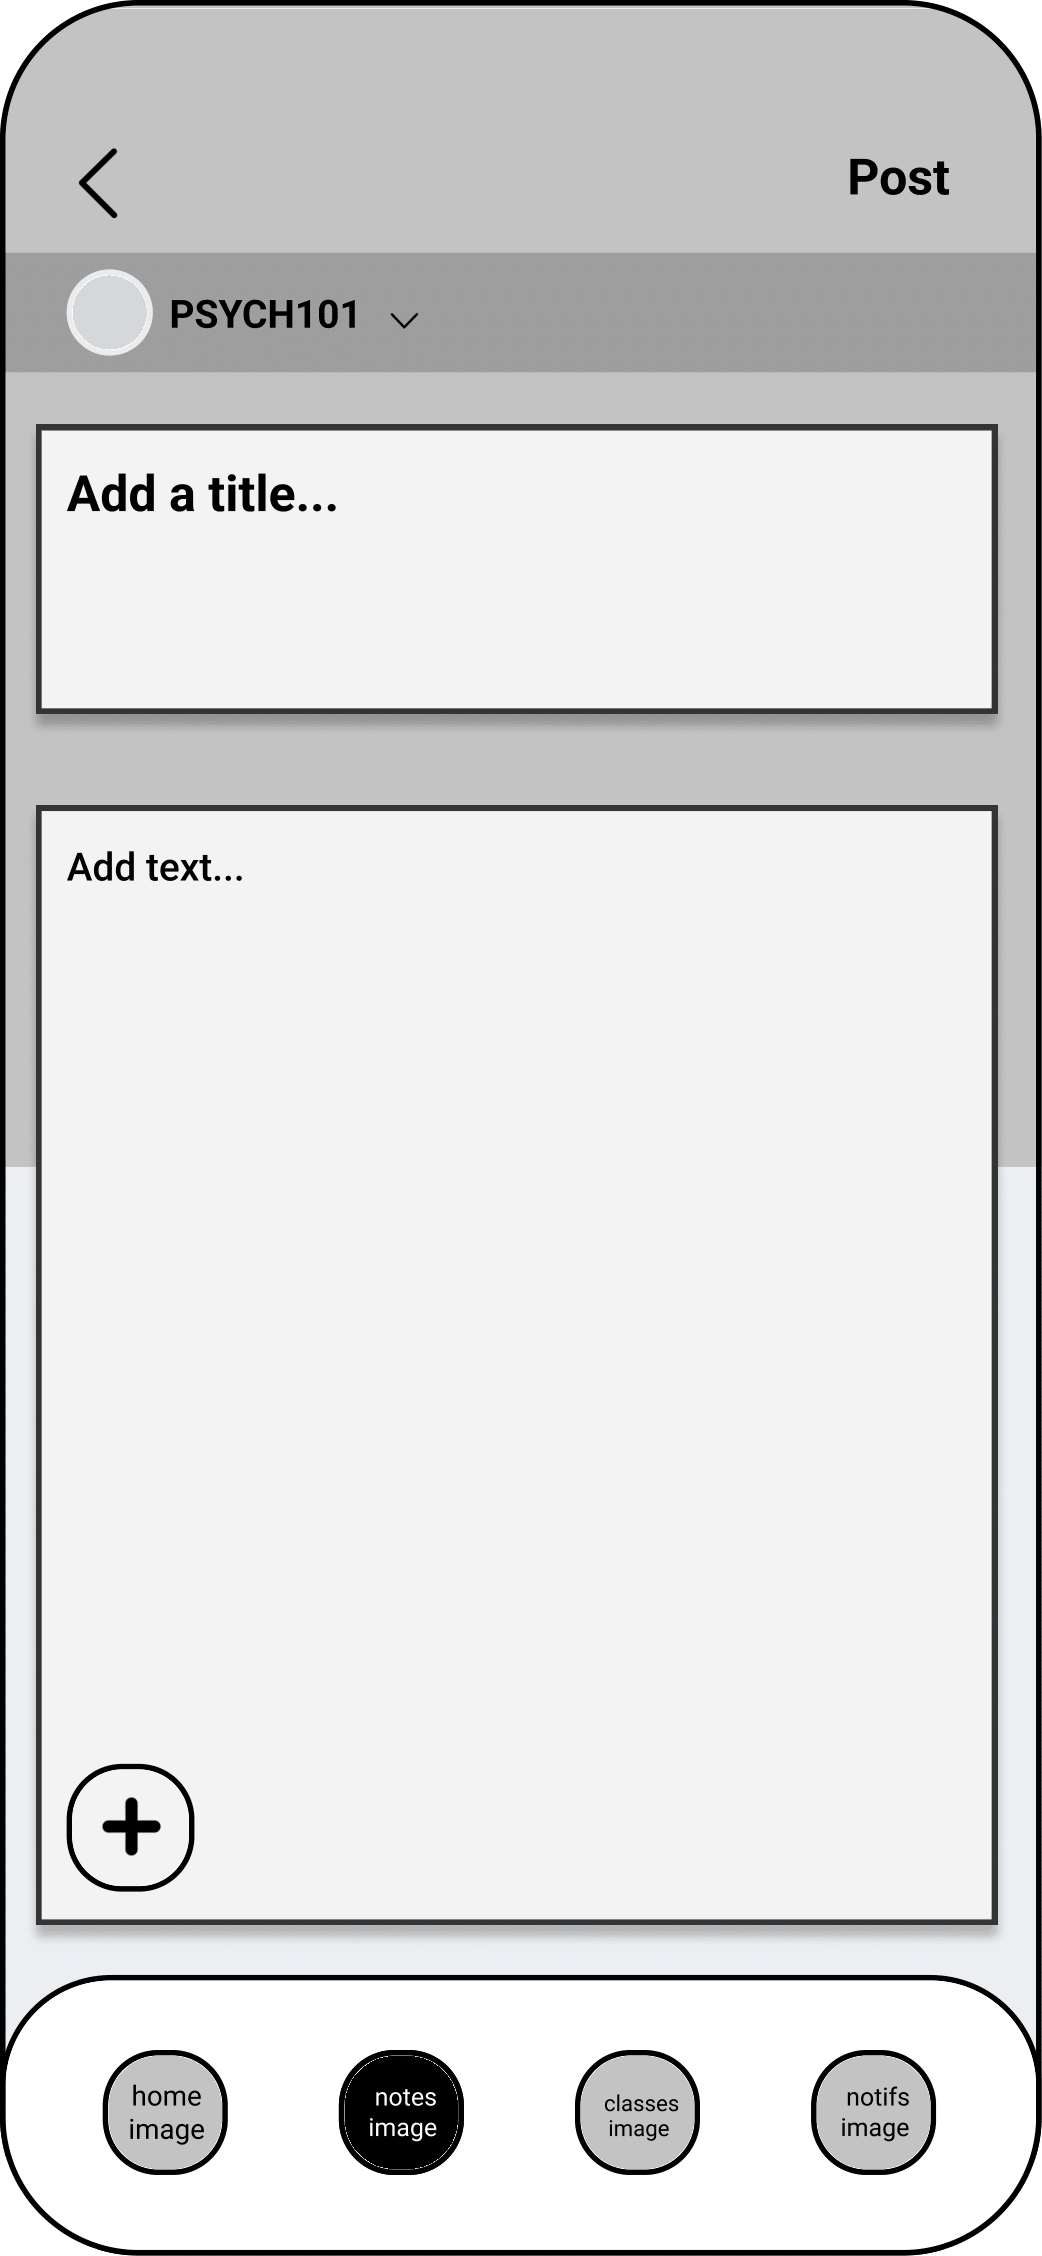 Post
PSYCH101
Add a title...
Add text...
home
image
notes
image
classes
image
notifs
image